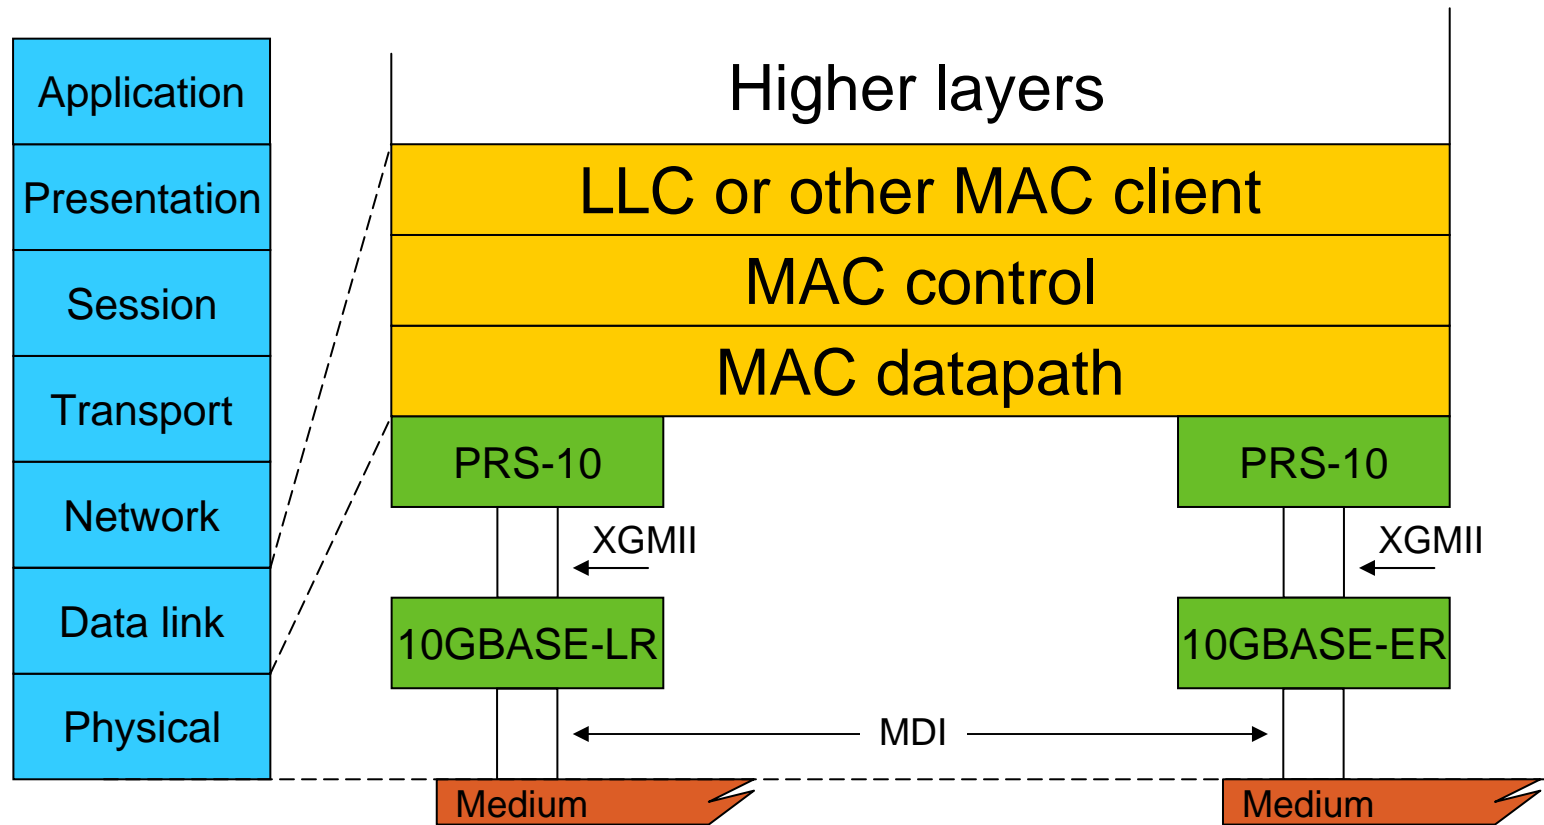 Application
Presentation
Session
Transport
Network
Data link
Physical
Higher layers
LLC or other MAC client
MAC control
MAC datapath
PRS-10
PRS-10
XGMII
XGMII
10GBASE-LR
10GBASE-ER
MDI
Medium
Medium